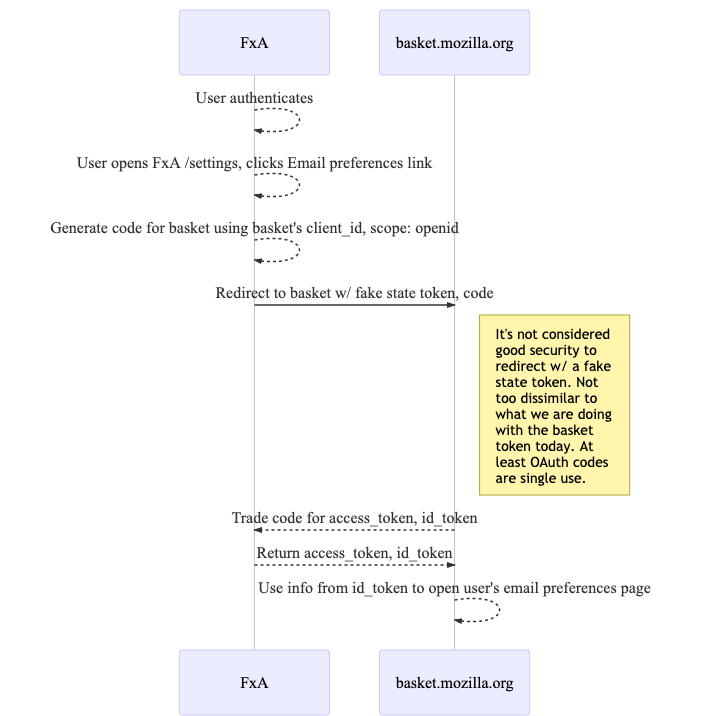 FxA
basket.mozilla.org
User authenticates
User opens FxA /settings, clicks Email preferences link
Generate code for basket using basket's client_id, scope: openid
Redirect to basket w/ fake state token, code
It's not considered
good security to
redirect w/ a fake
state token. Not
too dissimilar to
what we are doing
with the basket
token today. At
least OAuth codes
are single use.
Trade code for access_token, id_token
Return access_token, id_token
Use info from id_token to open user's email preferences page
FxA
basket.mozilla.org